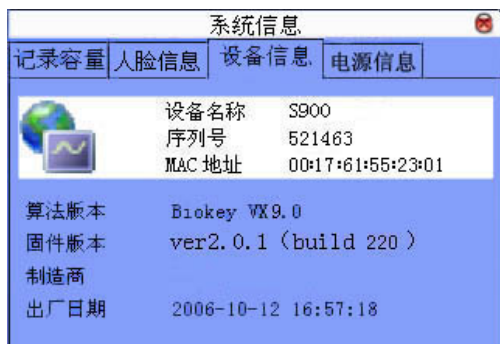 系统信息
记录容量 人脸信息 设备信息 电源信息
设备名称 S900
序列号 521463
MAC 地址 00:17:61:55:23:01
算法版本 Biokey VX9.0
固件版本 ver2.0.1（build 220）
制造商
出厂日期 2006-10-12 16:57:18